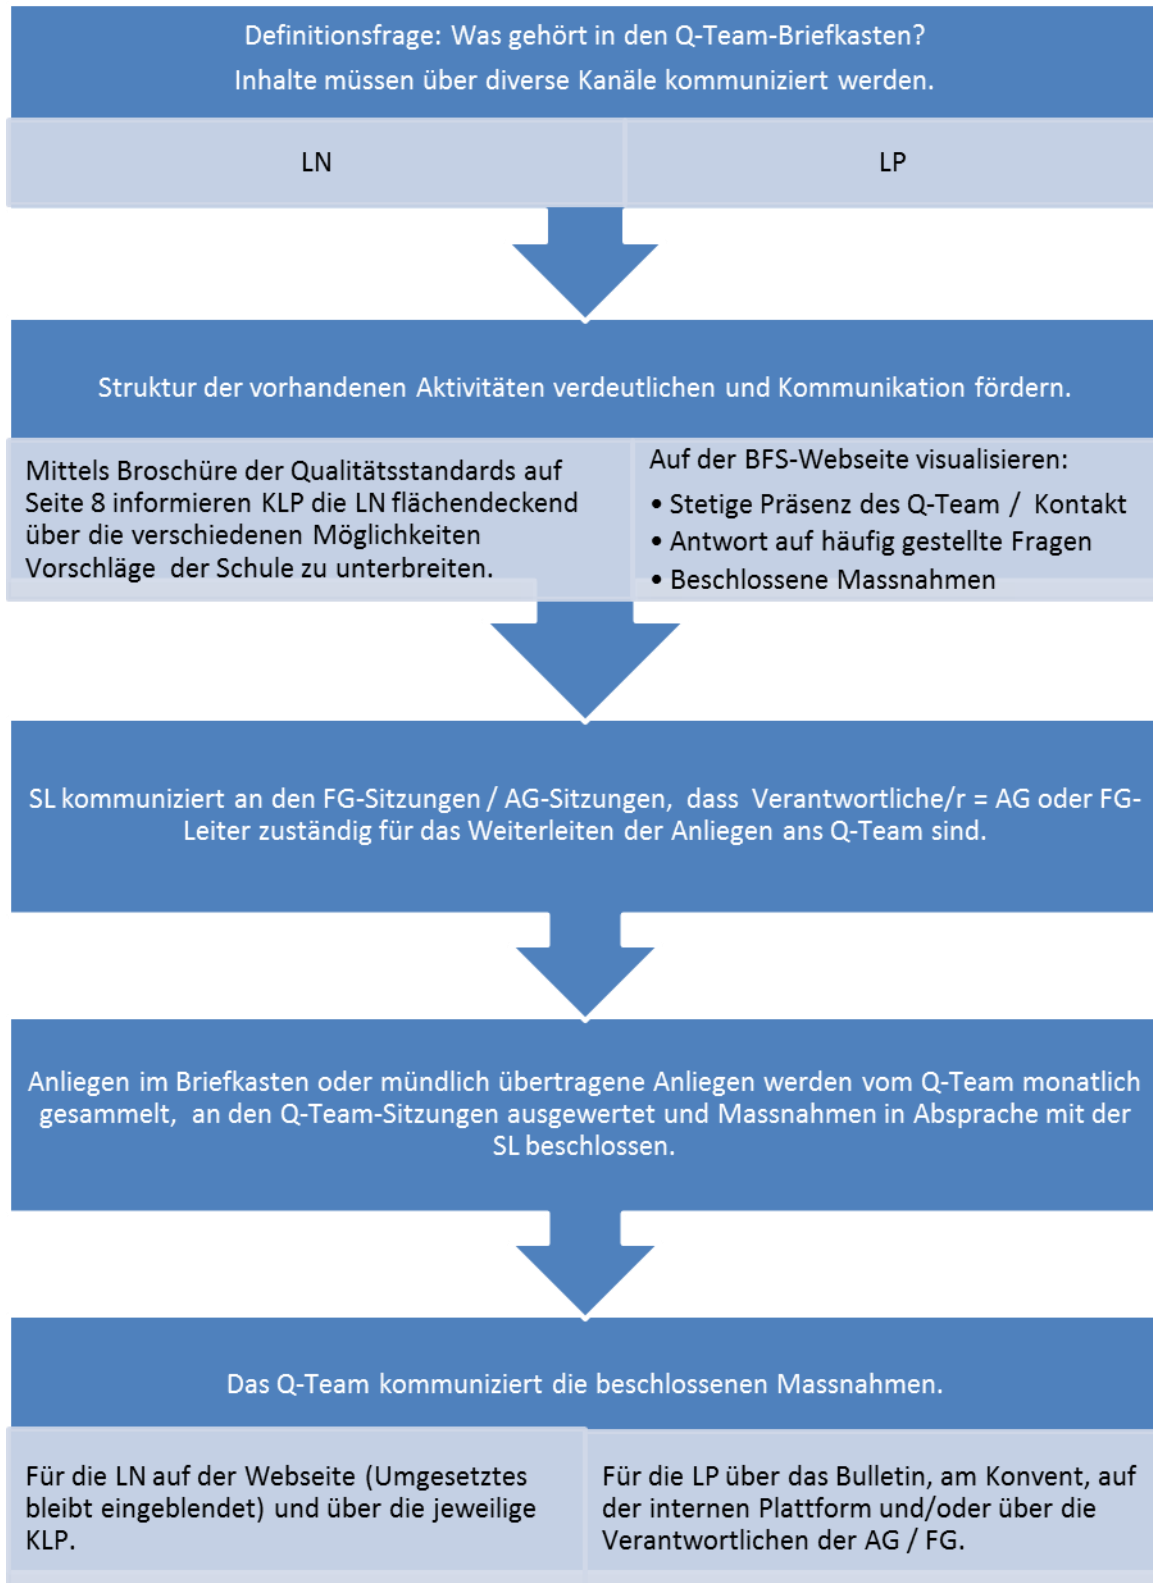 Definitionsfrage: Was gehört in den Q-Team-Briefkasten?
Inhalte müssen über diverse Kanäle kommuniziert werden.
LN
LP
Struktur der vorhandenen Aktivitäten verdeutlichen und Kommunikation fördern.
Mittels Broschüre der Qualitätsstandards auf
Seite 8 informieren KLP die LN flächendeckend
über die verschiedenen Möglichkeiten
Vorschläge der Schule zu unterbreiten.
Auf der BFS-Webseite visualisieren:
• Stetige Präsenz des Q-Team / Kontakt
• Antwort auf häufig gestellte Fragen
• Beschlossene Massnahmen
SL kommuniziert an den FG-Sitzungen / AG-Sitzungen, dass Verantwortliche/r = AG oder FG-
Leiter zuständig für das Weiterleiten der Anliegen ans Q-Team sind.
Anliegen im Briefkasten oder mündlich übertragene Anliegen werden vom Q-Team monatlich
gesammelt, an den Q-Team-Sitzungen ausgewertet und Massnahmen in Absprache mit der
SL beschlossen.
Das Q-Team kommuniziert die beschlossenen Massnahmen.
Für die LN auf der Webseite (Umgesetztes
bleibt eingeblendet) und über die jeweilige
KLP.
Für die LP über das Bulletin, am Konvent, auf
der internen Plattform und/oder über die
Verantwortlichen der AG / FG.